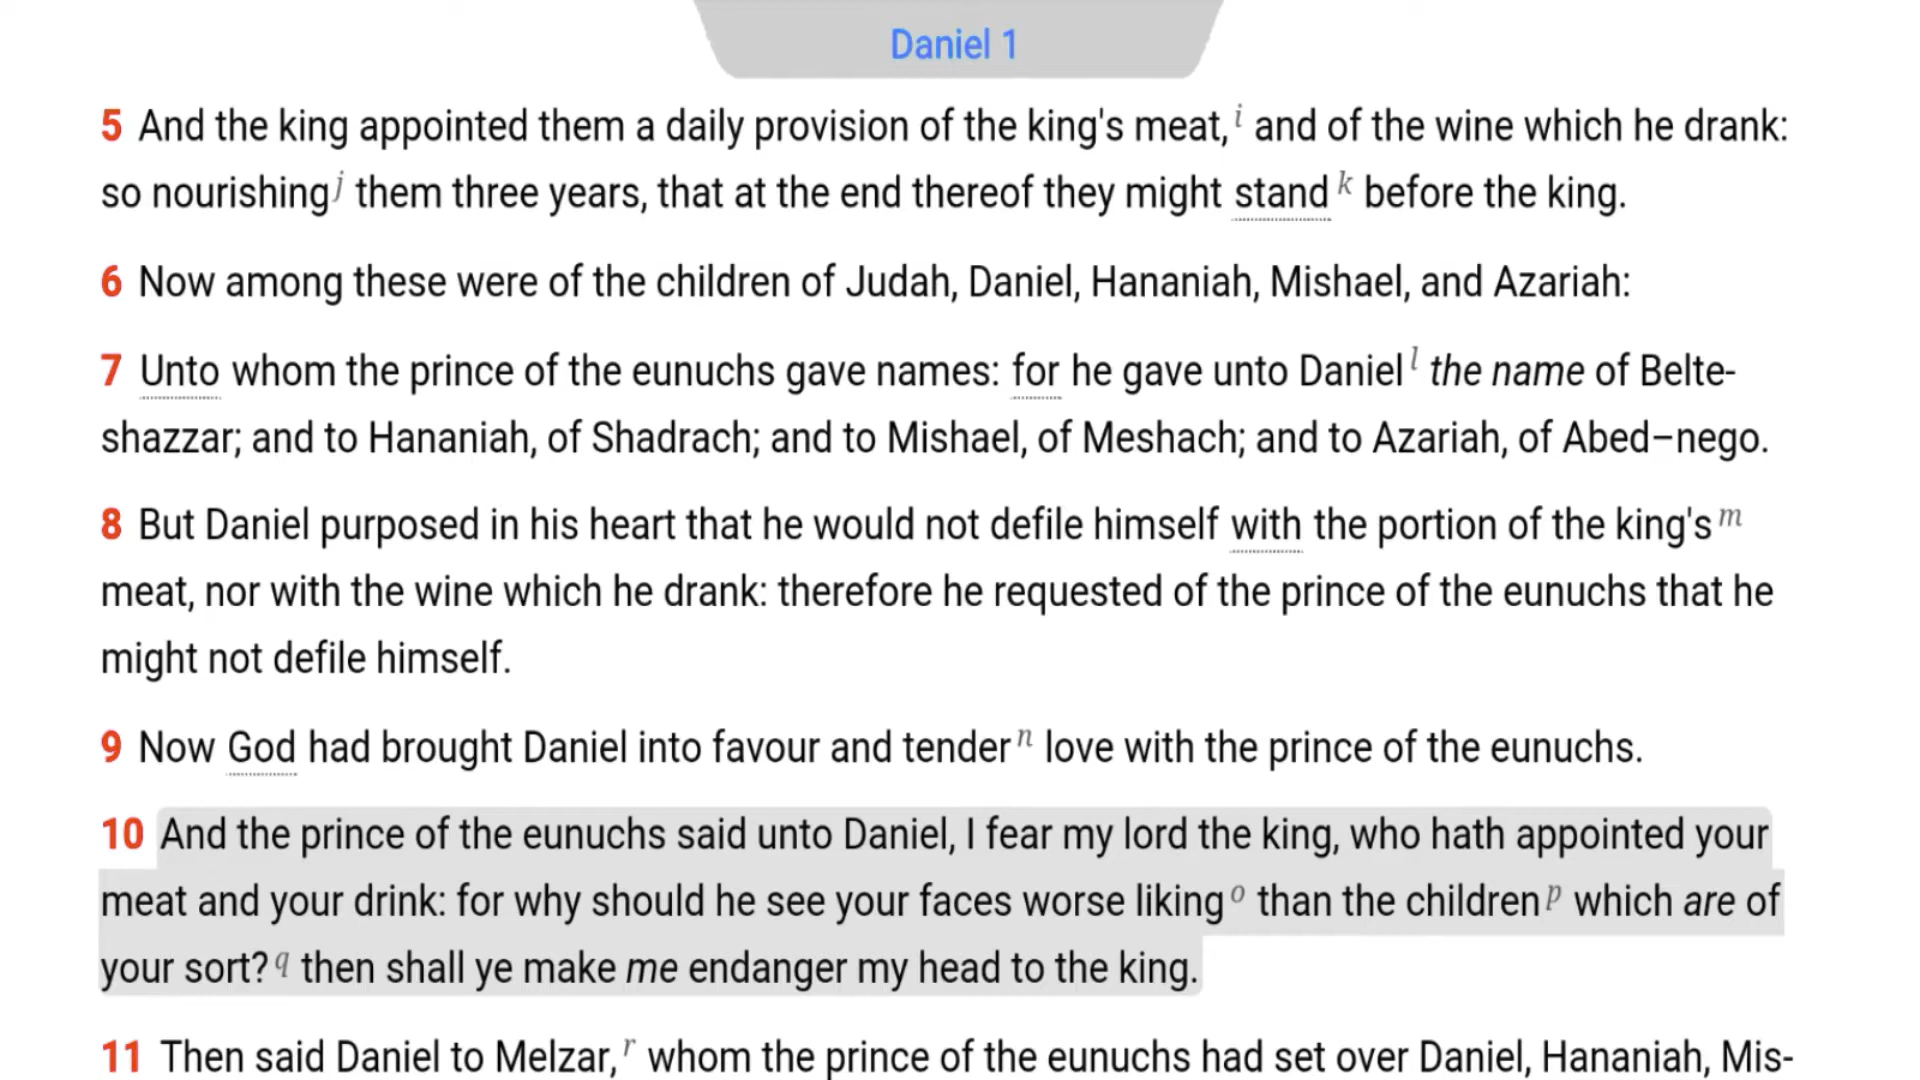 Daniel 1
5 And the king appointed them a daily provision of the king's meat, i and of the wine which he drank:
so nourishing j them three years, that at the end thereof they might stand k before the king.
6 Now among these were of the children of Judah, Daniel, Hananiah, Mishael, and Azariah:
7 Unto whom the prince of the eunuchs gave names: for he gave unto Daniel l the name of Belte-
shazzar; and to Hananiah, of Shadrach; and to Mishael, of Meshach; and to Azariah, of Abed–nego.
8 But Daniel purposed in his heart that he would not defile himself with the portion of the king's m
meat, nor with the wine which he drank: therefore he requested of the prince of the eunuchs that he
might not defile himself.
9 Now God had brought Daniel into favour and tender n love with the prince of the eunuchs.
10 And the prince of the eunuchs said unto Daniel, I fear my lord the king, who hath appointed your
meat and your drink: for why should he see your faces worse liking o than the children p which are of
your sort? q then shall ye make me endanger my head to the king.
11 Then said Daniel to Melzar, r whom the prince of the eunuchs had set over Daniel, Hananiah, Mis-